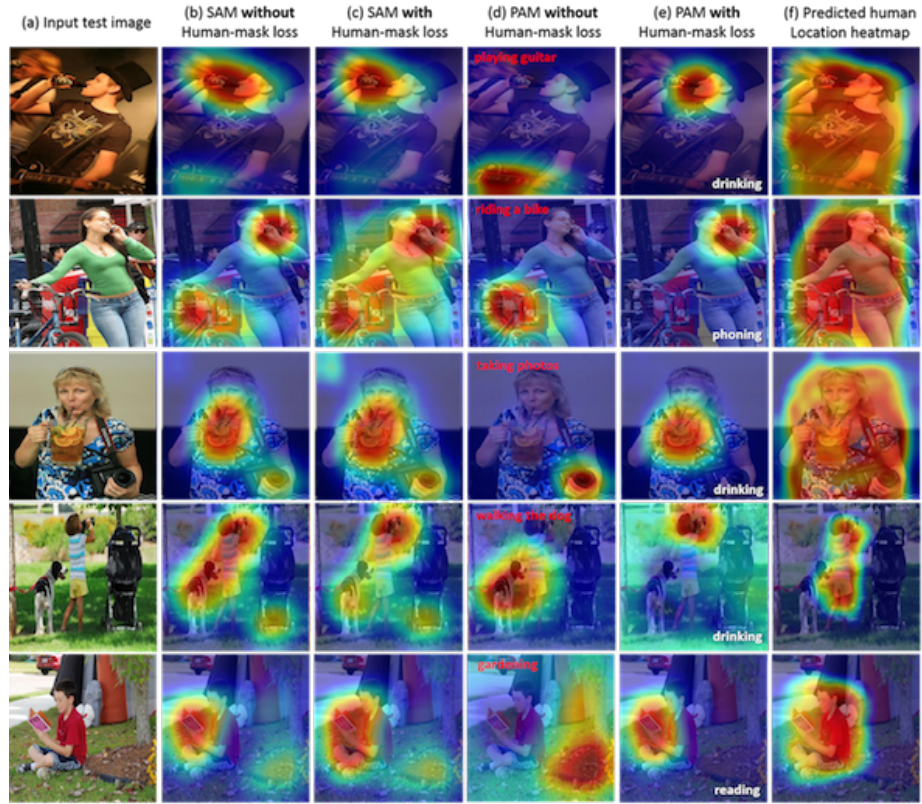 (a) Input test image
(b) SAM without
Human-mask loss
(c) SAM with
Human-mask loss
(d) PAM without
Human-mask loss
(e) PAM with
Human-mask loss
(f) Predicted human
Location heatmap
playing guitar
drinking
riding a bike
phoning
taking photos
drinking
walking the dog
drinking
gardening
reading